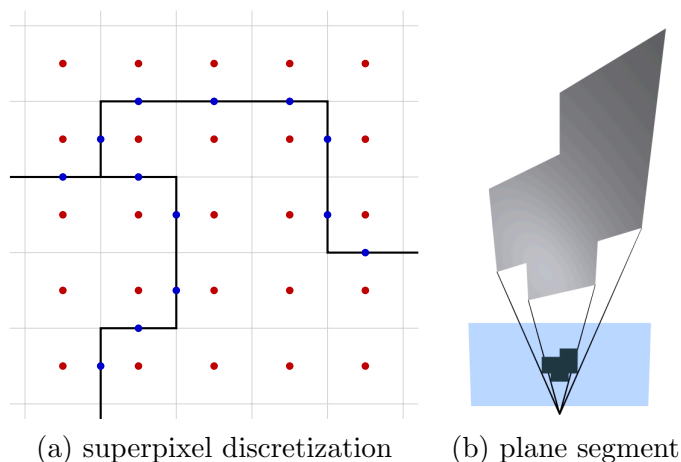 (a) superpixel discretization
(b) plane segment